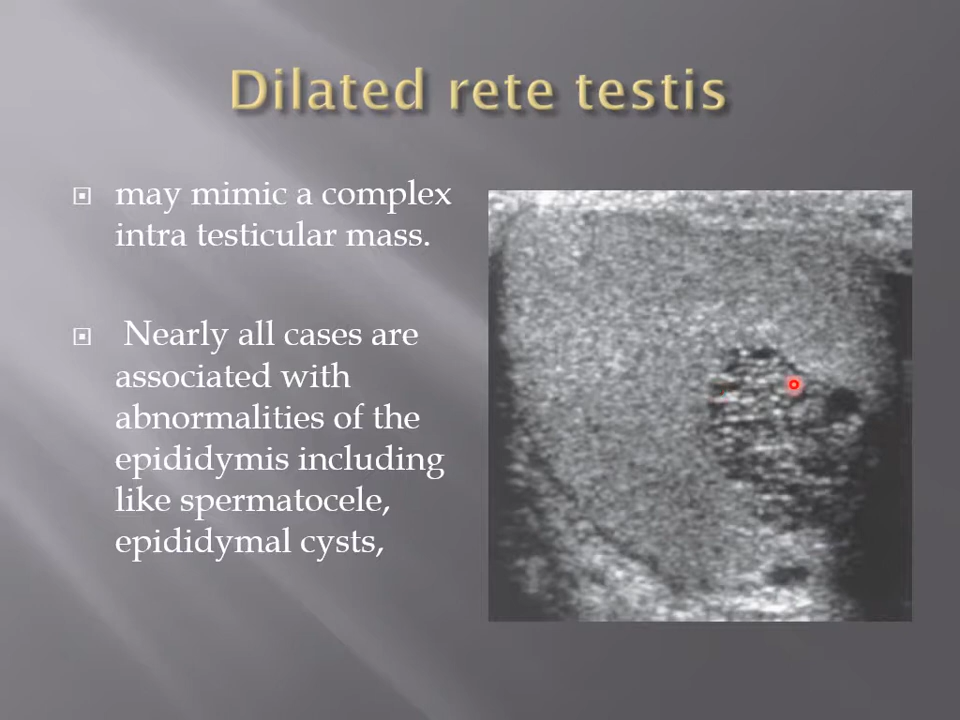 Dilated rete testis
may mimic a complex
intra testicular mass.
Nearly all cases are
associated with
abnormalities of the
epididymis including
like spermatocele,
epididymal cysts,